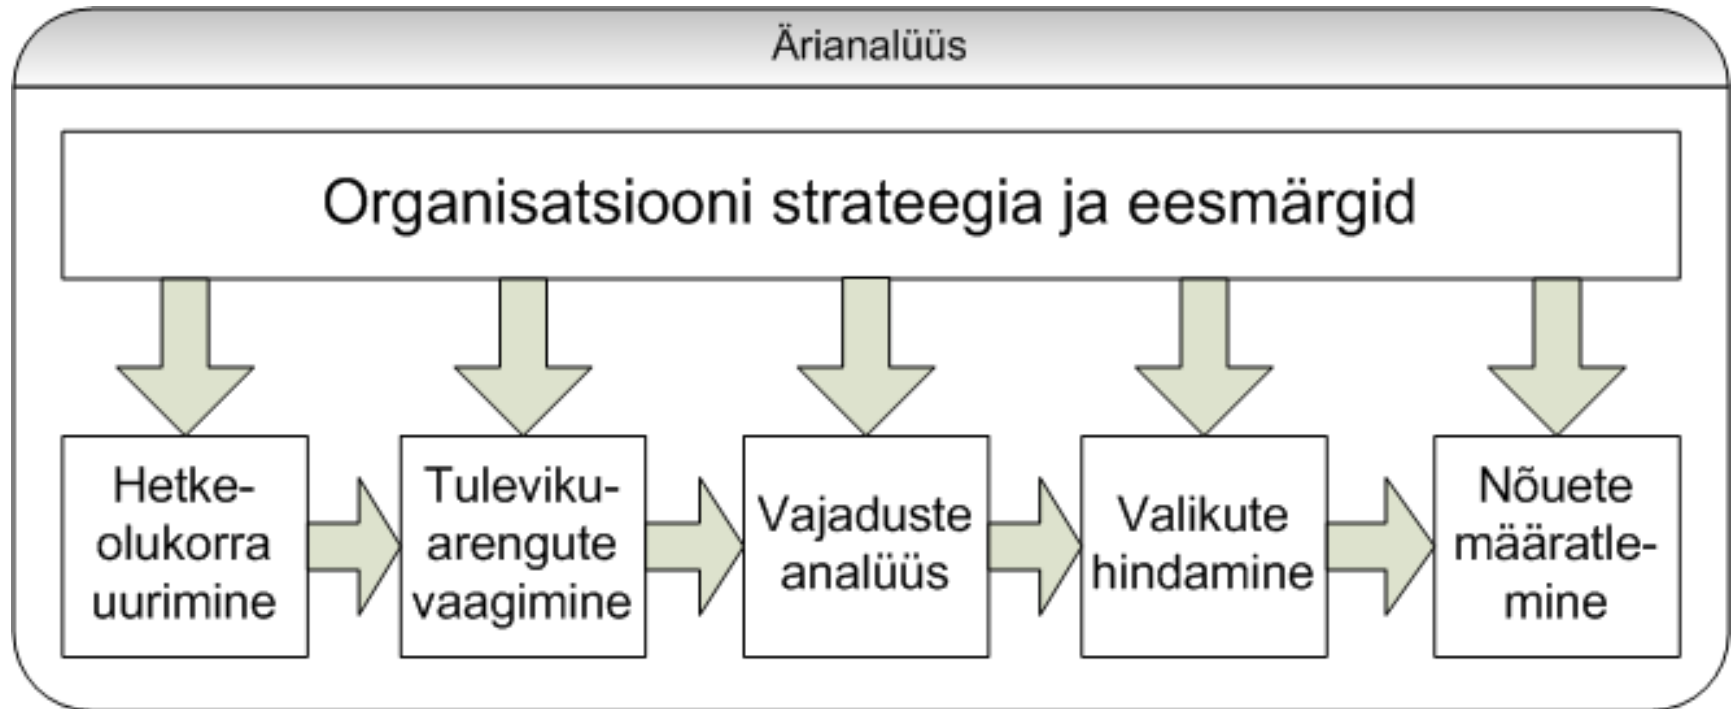 Ärianalüüs
Organisatsiooni strateegia ja eesmärgid
Hetke-
olukorra
uurimine
Tuleviku-
arengute
vaagimine
Vajaduste
analüüs
Valikute
hindamine
Nõuete
määratle-
mine